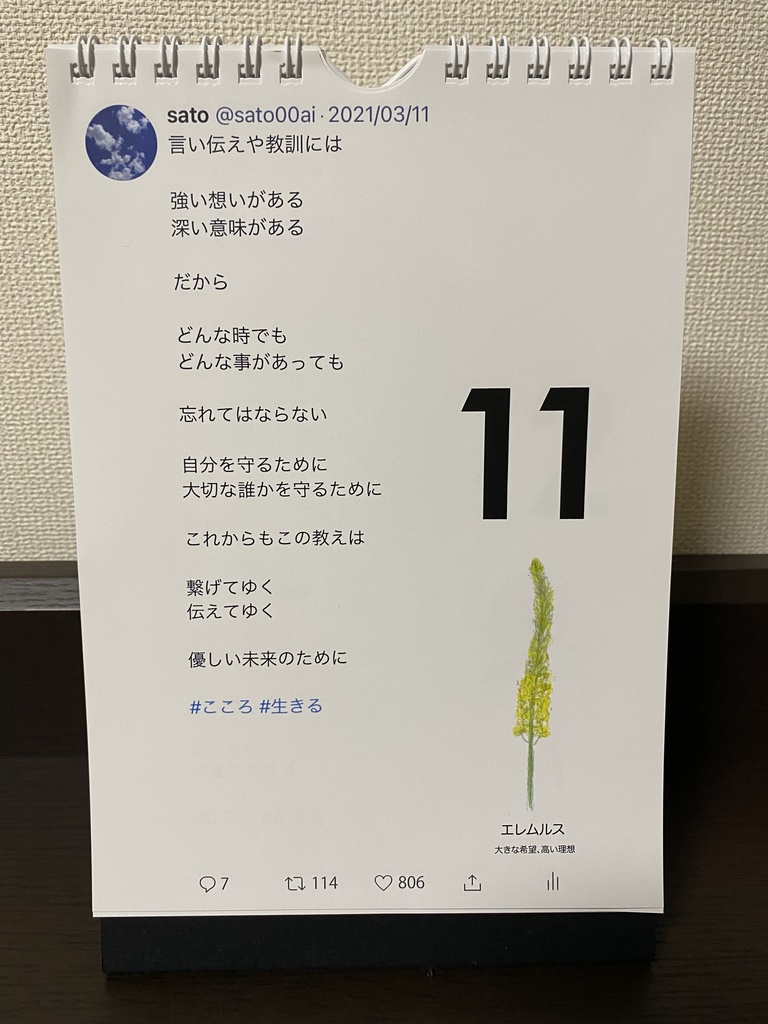 sato @sato00ai · 2021/03/11
言い伝えや教訓には
強い想いがある
深い意味がある
だから
どんな時でも
どんな事があっても
忘れてはならない
自分を守るために
大切な誰かを守るために
これからもこの教えは
繋げてゆく
伝えてゆく
優しい未来のために
#こころ #生きる
11
エレムルス
大きな希望、高い理想
7 114 806